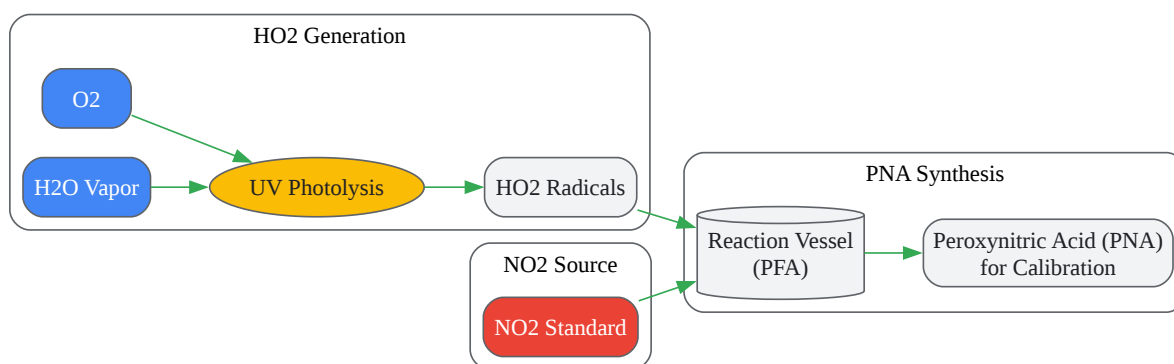 HO2 Generation
O2
H2O Vapor
UV Photolysis
HO2 Radicals
NO2 Source
NO2 Standard
PNA Synthesis
Reaction Vessel
(PFA)
Peroxynitric Acid (PNA)
for Calibration